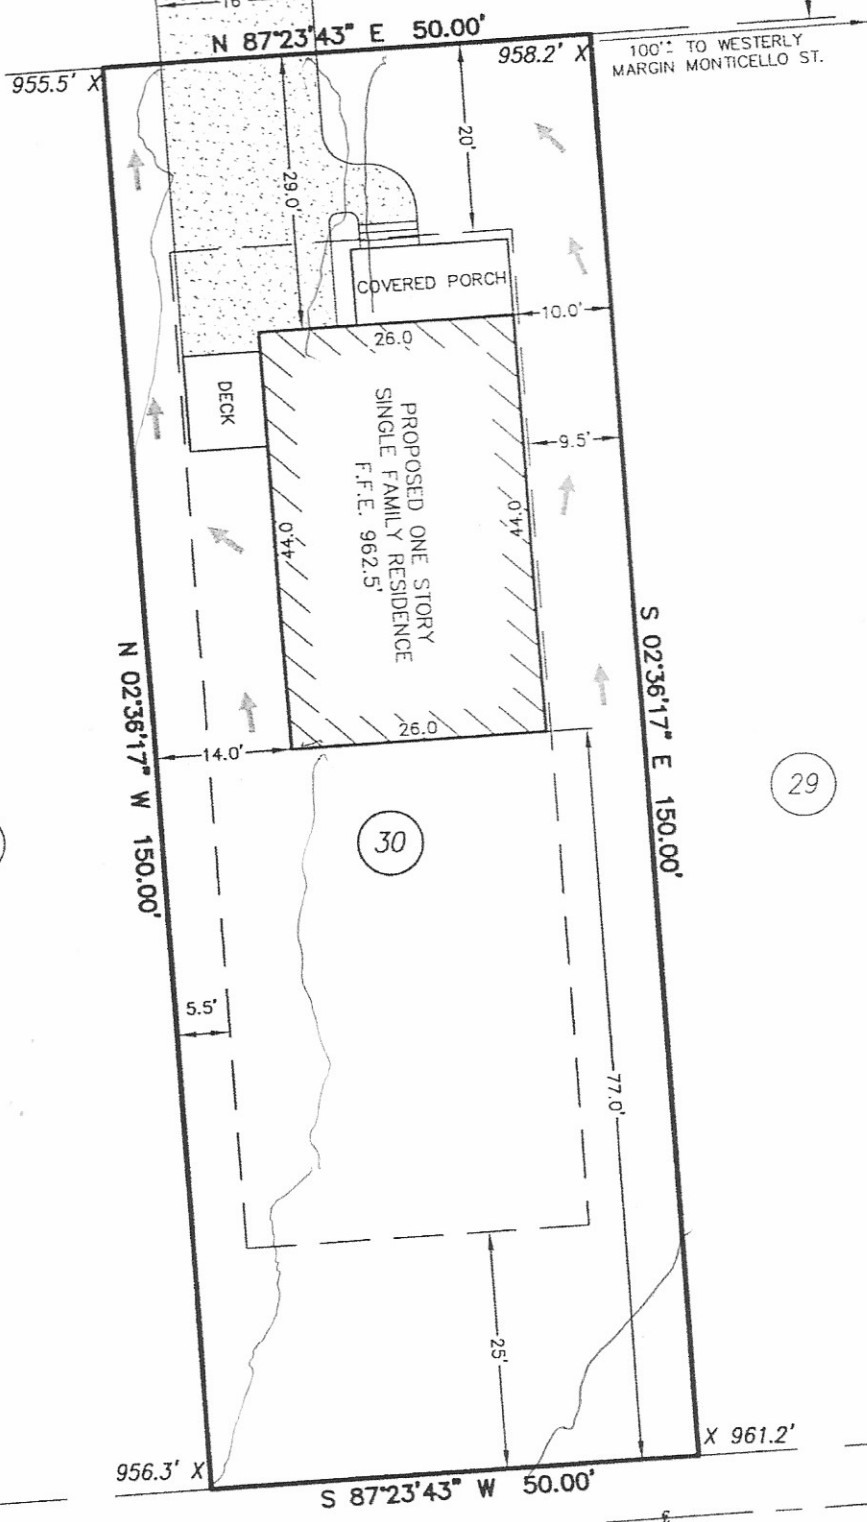 16
N 87°23'43" E 50.00'
955.5' X
958.2' X
100'± TO WESTERLY
MARGIN MONTICELLO ST.
20'
29.0'
COVERED PORCH
10.0'
26.0
DECK
PROPOSED ONE STORY
SINGLE FAMILY RESIDENCE
F.F.E. 962.5'
9.5'
44.0
44.0
N 02°36'17" W 150.00'
S 02°36'17" E 150.00'
26.0
14.0'
29
30
5.5'
77.0'
25'
956.3' X
X 961.2'
S 87°23'43" W 50.00'